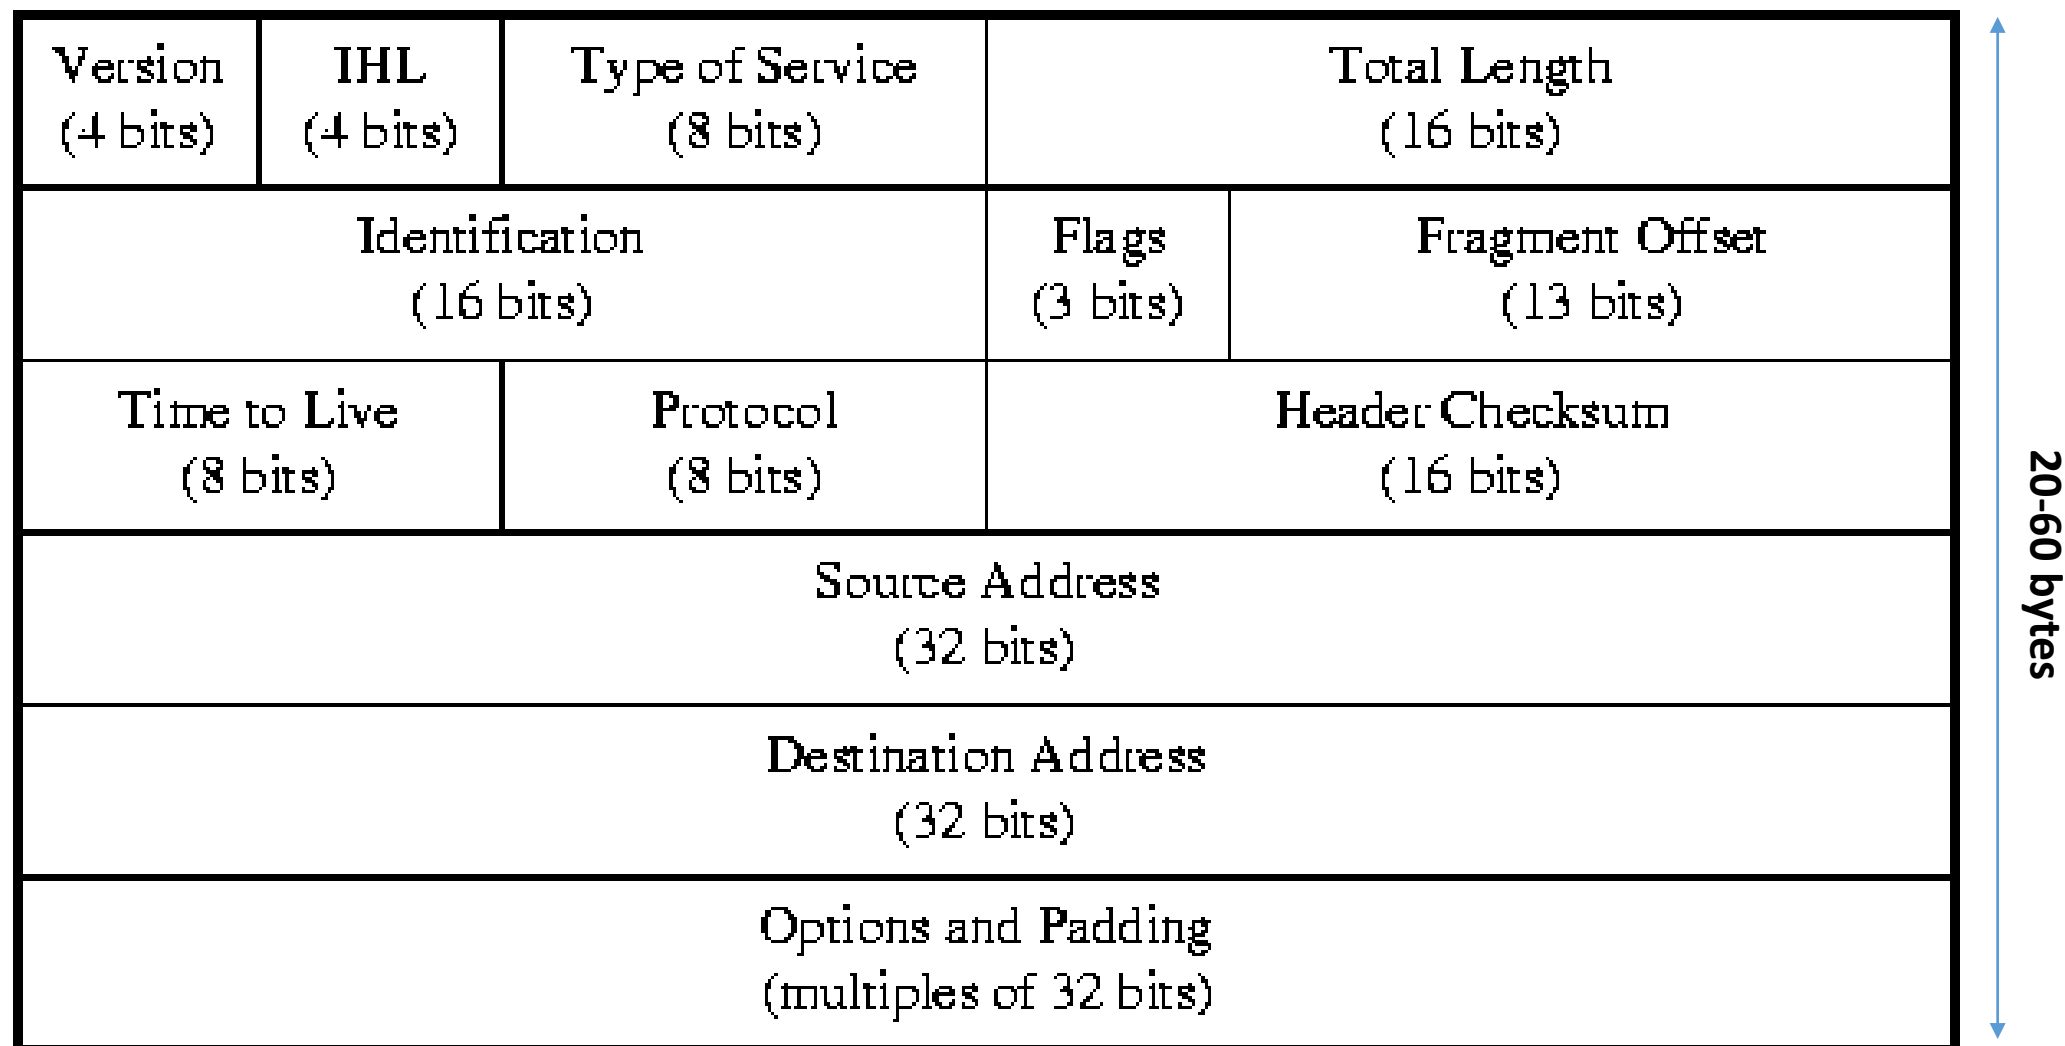 Version
(4 bits)
IHL
(4 bits)
Type of Service
(8 bits)
Total Length
(16 bits)
Identification
(16 bits)
Flags
(3 bits)
Fragment Offset
(13 bits)
Time to Live
(8 bits)
Protocol
(8 bits)
Header Checksum
(16 bits)
Source Address
(32 bits)
Destination Address
(32 bits)
Options and Padding
(multiples of 32 bits)
20-60 bytes